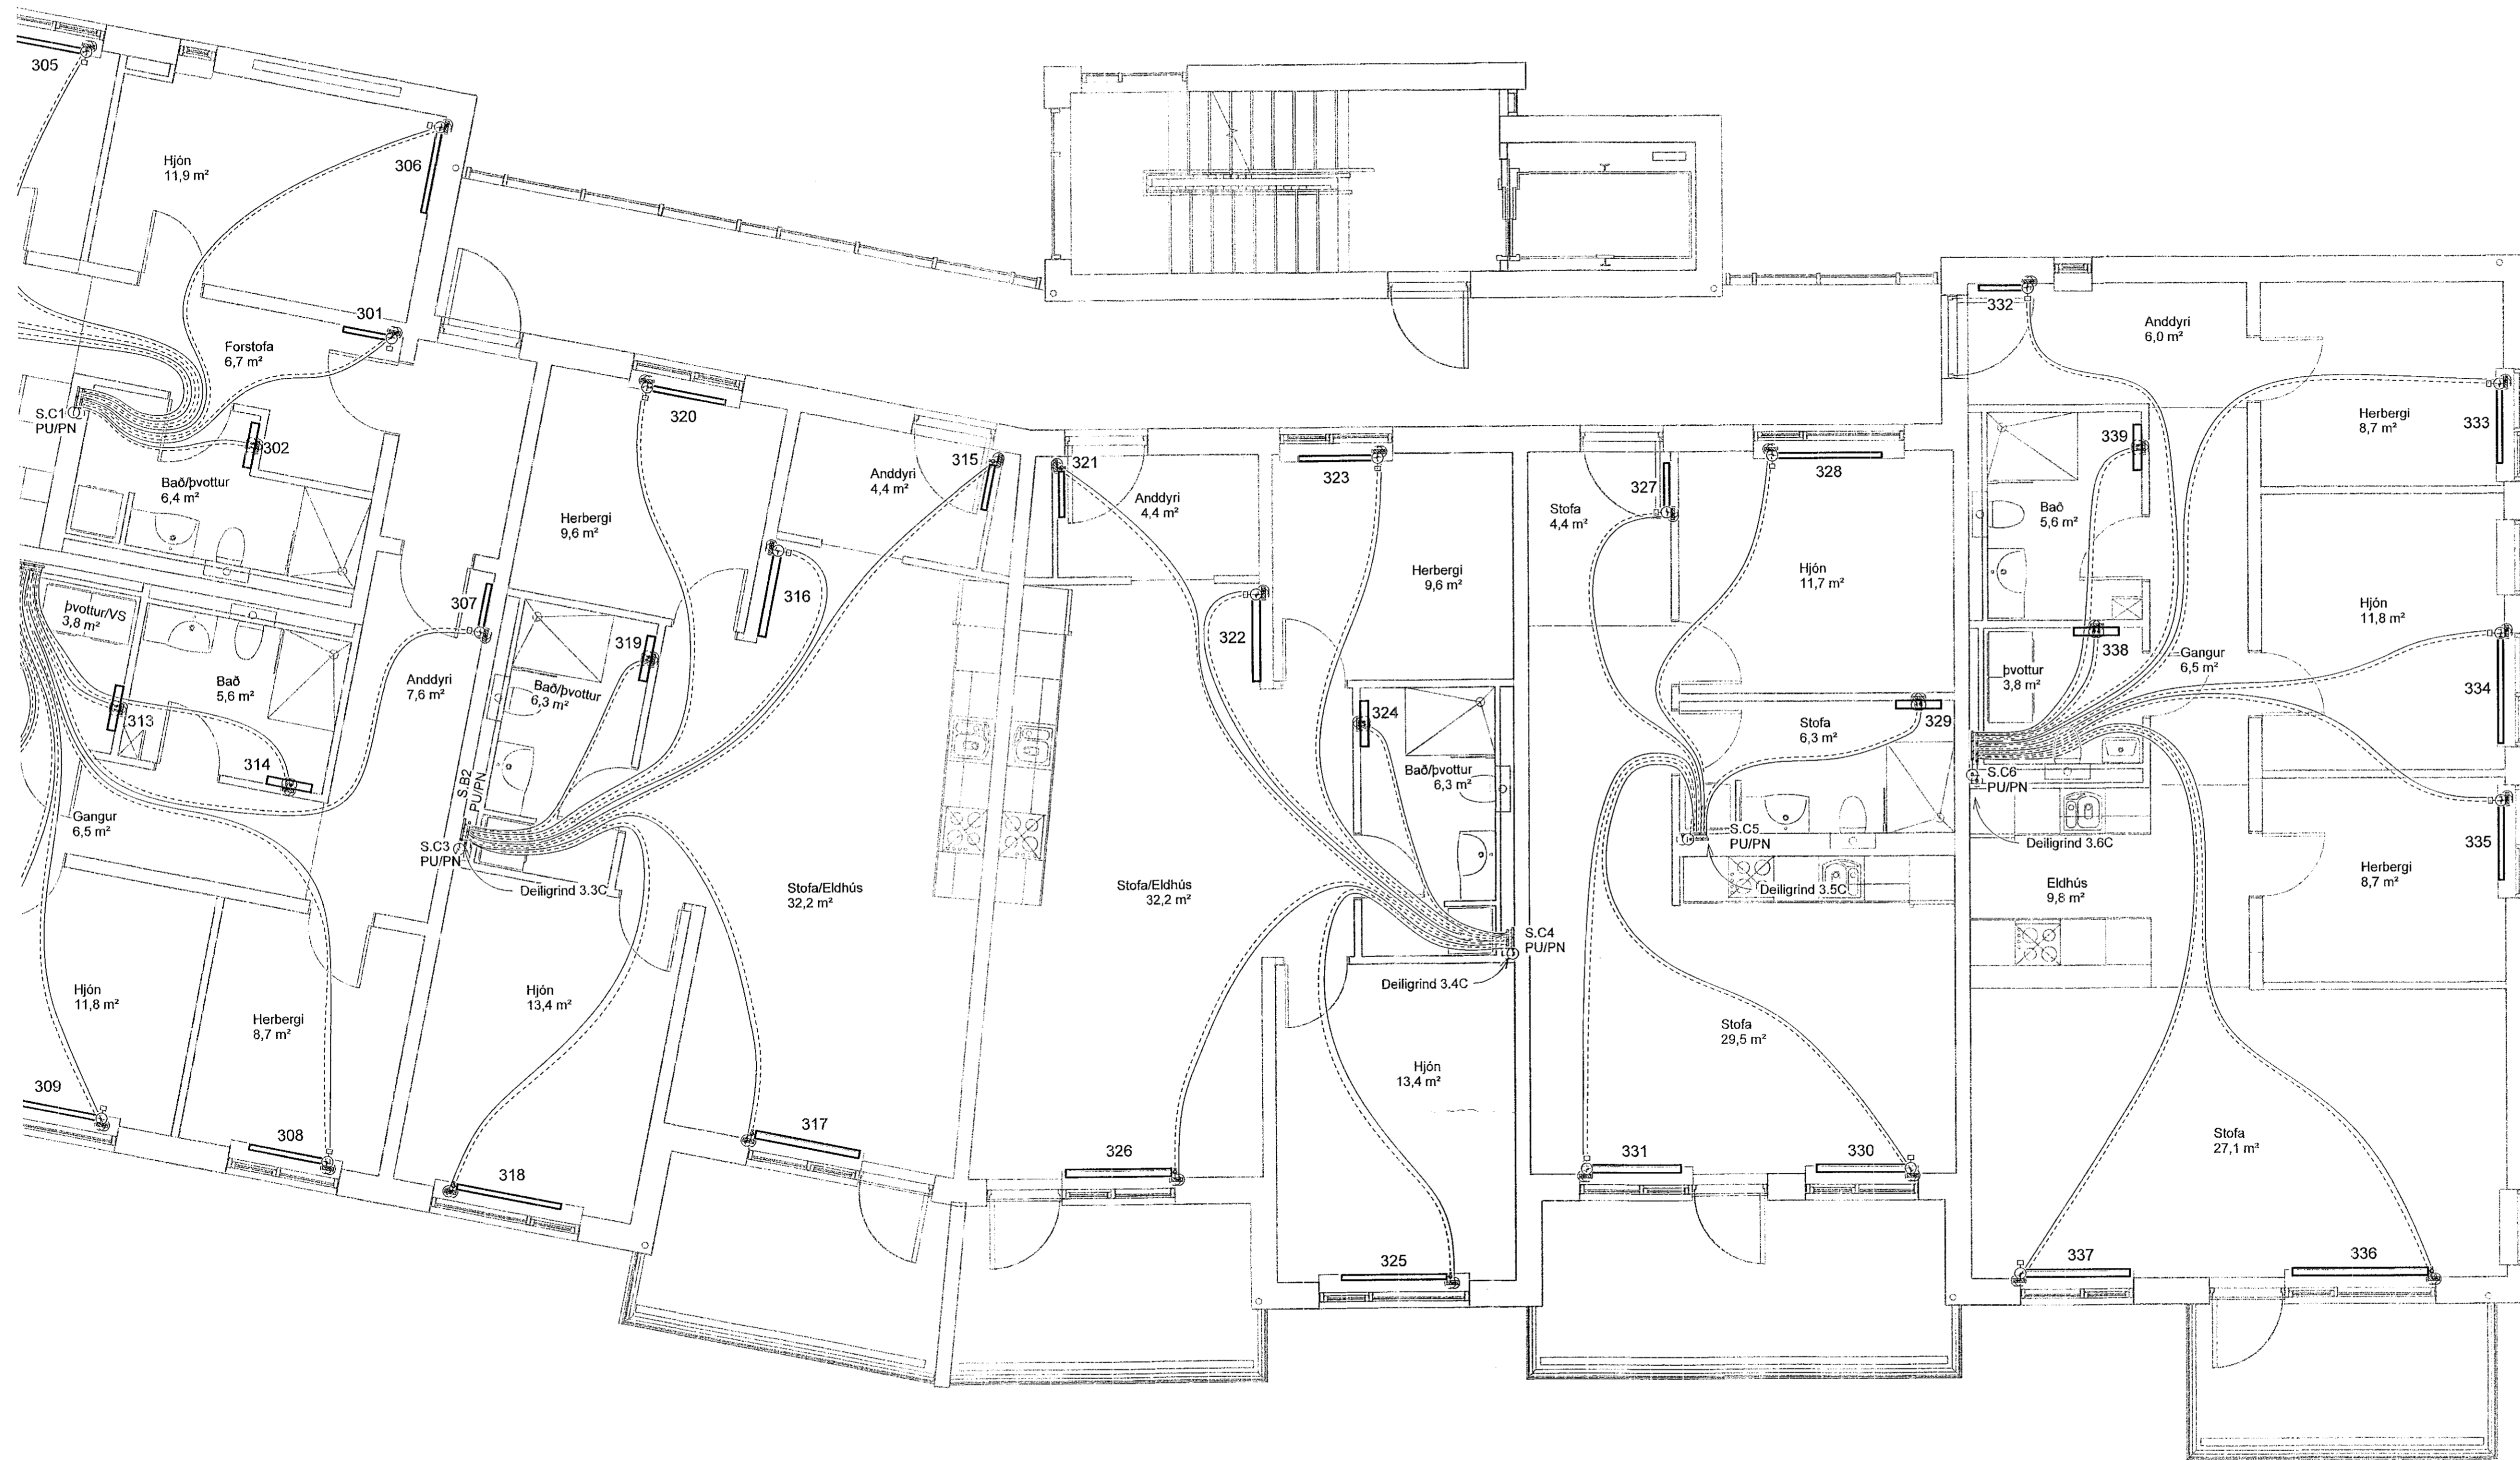 305
Hjón
11,9 m²
306
301
Forstofa
6,7 m²
S.C1
PU/PN
302
Bað/þvottur
6,4 m²
þvottur/VS
3,8 m²
313
Bað
5,6 m²
314
Gangur
6,5 m²
307
Anddyri
7,6 m²
Hjón
11,8 m²
Herbergi
8,7 m²
309
308
320
Herbergi
9,6 m²
319
Bað/þvottur
6,3 m²
S.B2
PU/PN
S.C3
PU/PN
Deiligrind 3.3C
Hjón
13,4 m²
318
315
Anddyri
4,4 m²
316
Stofa/Eldhús
32,2 m²
317
321
Anddyri
4,4 m²
322
323
Herbergi
9,6 m²
324
Bað/þvottur
6,3 m²
Stofa/Eldhús
32,2 m²
S.C4
PU/PN
Deiligrind 3.4C
Hjón
13,4 m²
326
325
327
Stofa
4,4 m²
328
Hjón
11,7 m²
329
Stofa
6,3 m²
S.C5
PU/PN
Deiligrind 3.5C
Stofa
29,5 m²
331
330
332
Anddyri
6,0 m²
Herbergi
8,7 m²
333
339
Bað
5,6 m²
338
þvottur
3,8 m²
Gangur
6,5 m²
Hjón
11,8 m²
334
S.C6
PU/PN
Deiligrind 3.6C
335
Herbergi
8,7 m²
Eldhús
9,8 m²
Stofa
27,1 m²
337
336